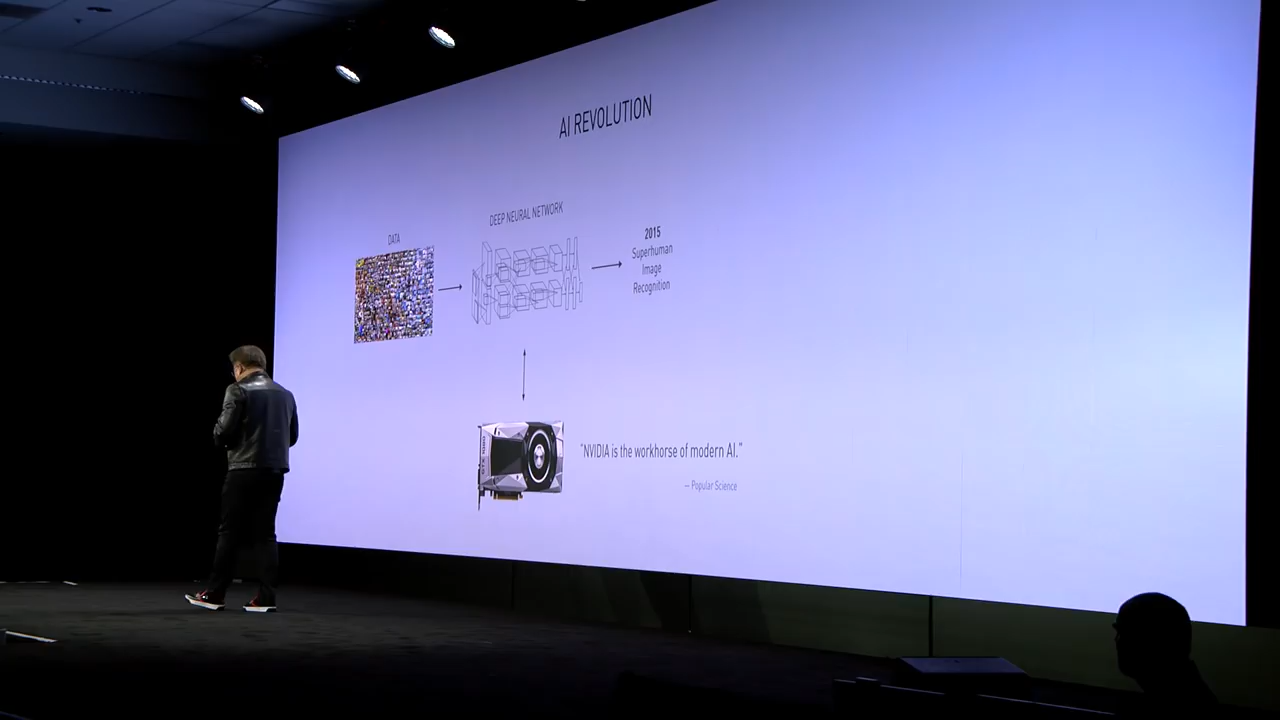 AI REVOLUTION
DEEP NEURAL NETWORK
DATA
2015
Superhuman
Image
Recognition
"NVIDIA is the workhorse of modern AI."
— Popular Science